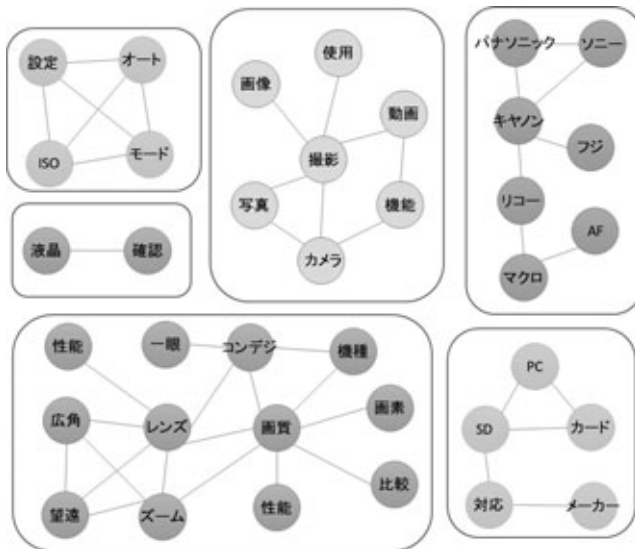 設定
オート
ISO
モード
液晶
確認
使用
画像
動画
撮影
写真
機能
カメラ
パナソニック
ソニー
キヤノン
フジ
リコー
AF
マクロ
性能
一眼
コンデジ
機種
広角
レンズ
画質
画素
望遠
ズーム
性能
比較
PC
SD
カード
対応
メーカー